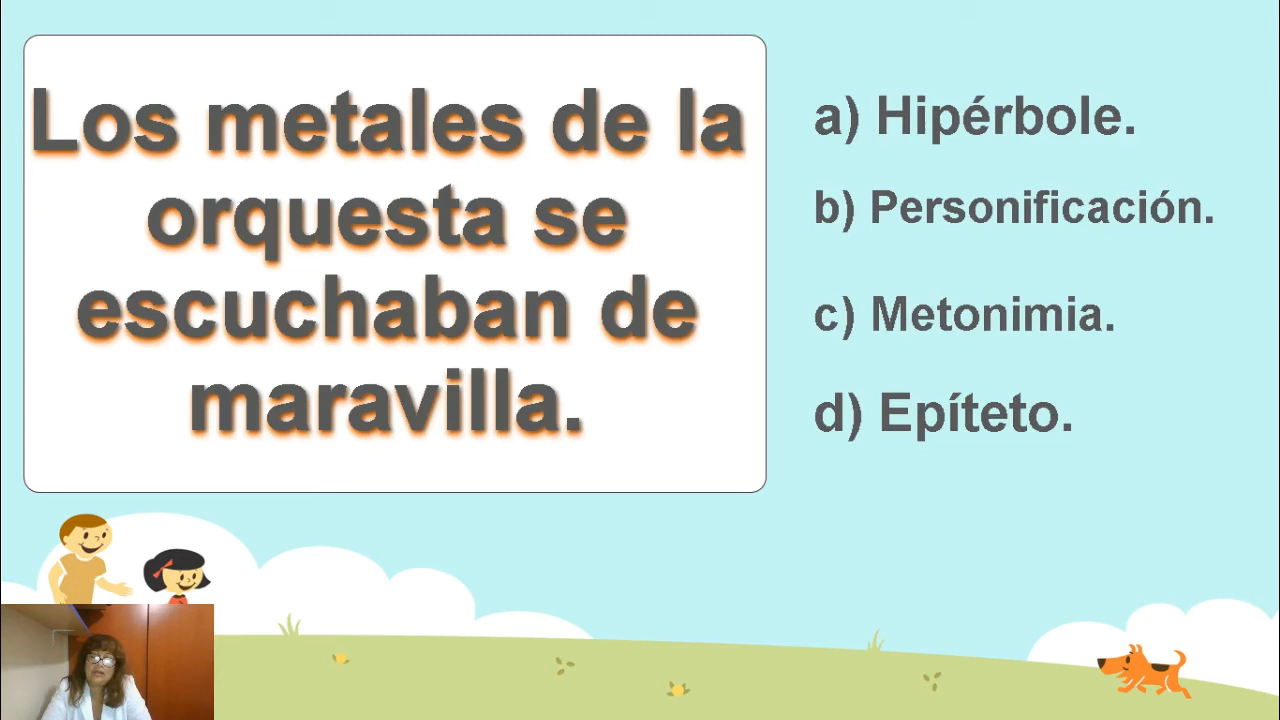 Los metales de la
orquesta se
escuchaban de
maravilla.
a) Hipérbole.
b) Personificación.
c) Metonimia.
d) Epíteto.